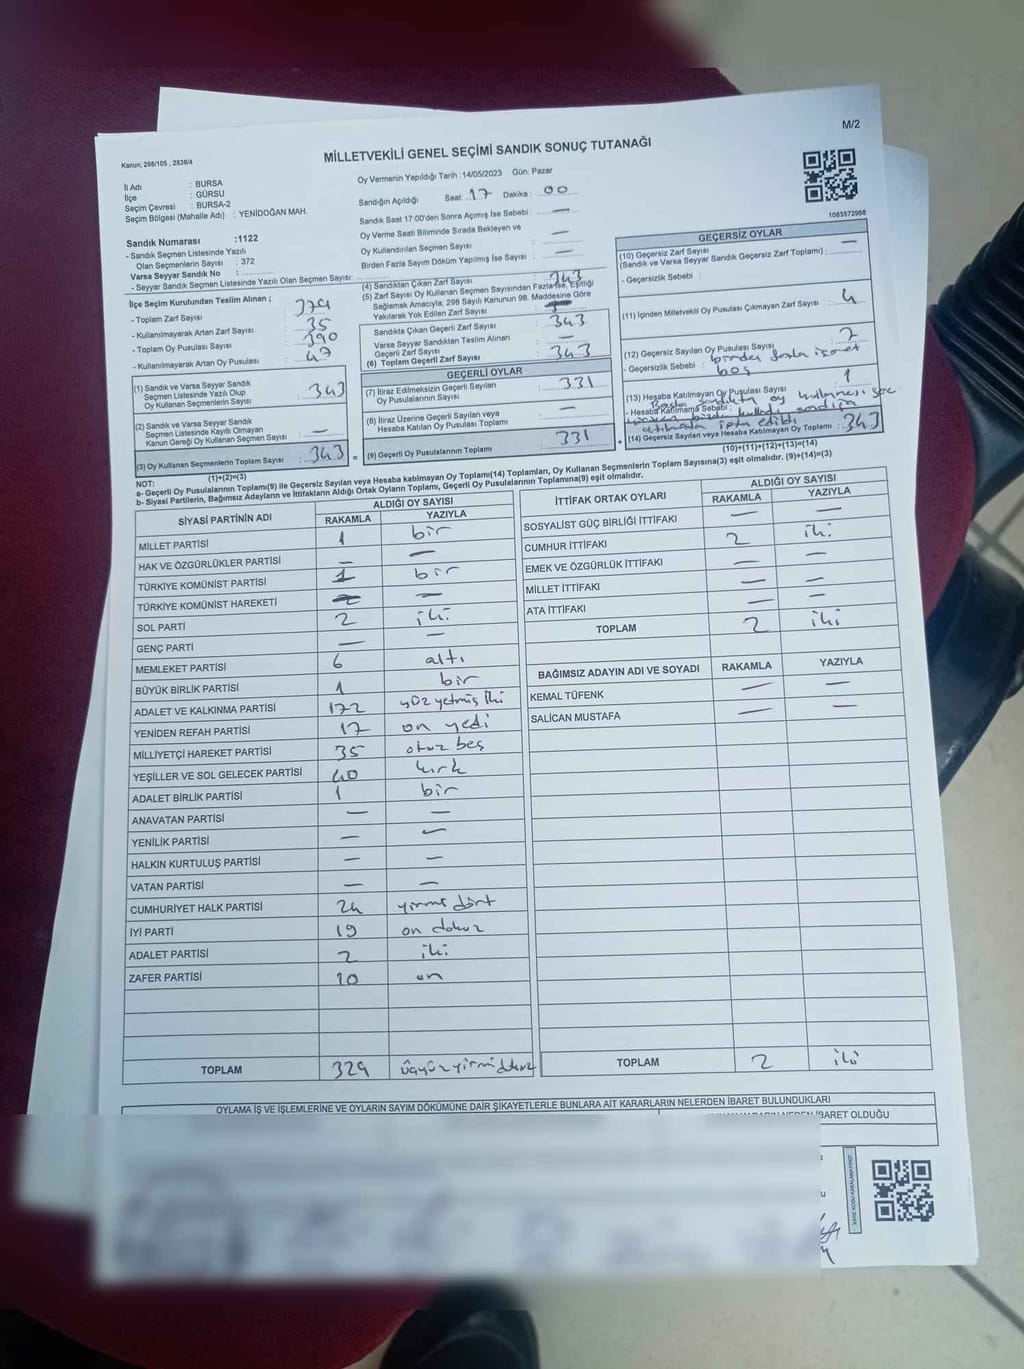 M/2
Kanun; 298/105 , 2839/4
MİLLETVEKİLİ GENEL SEÇİMİ SANDIK SONUÇ TUTANAĞI
İl Adı : BURSA
İlçe : GÜRSU
Seçim Çevresi : BURSA-2
Seçim Bölgesi (Mahalle Adı) : YENİDOĞAN MAH.
Sandık Numarası :1122
- Sandık Seçmen Listesinde Yazılı
Olan Seçmenlerin Sayısı : 372
Varsa Seyyar Sandık No :
- Seyyar Sandık Seçmen Listesinde Yazılı Olan Seçmen Sayısı:
Oy Vermenin Yapıldığı Tarih : 14/05/2023 Gün: Pazar
Sandığın Açıldığı Saat: 17 Dakika : 00
Sandık Saat 17:00'den Sonra Açımış İse Sebebi : —
Oy Verme Saati Biliminde Sırada Bekleyen ve
Oy Kullandırılan Seçmen Sayısı : —
Birden Fazla Sayım Döküm Yapılmış İse Sayısı : —
1083872966
İlçe Seçim Kurulundan Teslim Alınan ;
- Toplam Zarf Sayısı : 374
- Kullanılmayarak Artan Zarf Sayısı : 35
- Toplam Oy Pusulası Sayısı : 390
- Kullanılmayarak Artan Oy Pusulası : 47
(1) Sandık ve Varsa Seyyar Sandık
Seçmen Listesinde Yazılı Olup
Oy Kullanan Seçmenlerin Sayısı : 343
(2) Sandık ve Varsa Seyyar Sandık
Seçmen Listesinde Kayıtlı Olmayan
Kanun Gereği Oy Kullanan Seçmen Sayısı : —
(3) Oy Kullanan Seçmenlerin Toplam Sayısı : 343
(1)+(2)=(3)
(4) Sandıktan Çıkan Zarf Sayısı : 343
(5) Zarf Sayısı Oy Kullanan Seçmen Sayısından Fazla İse, Eşitliği
Sağlamak Amacıyla; 298 Sayılı Kanunun 98. Maddesine Göre
Yakılarak Yok Edilen Zarf Sayısı :
Sandıkta Çıkan Geçerli Zarf Sayısı : 343
Varsa Seyyar Sandıktan Teslim Alınan
Geçerli Zarf Sayısı : —
(6) Toplam Geçerli Zarf Sayısı : 343
GEÇERLİ OYLAR
(7) İtiraz Edilmeksizin Geçerli Sayılan
Oy Pusulalarının Sayısı : 331
(8) İtiraz Üzerine Geçerli Sayılan veya
Hesaba Katılan Oy Pusulası Toplamı : —
(9) Geçerli Oy Pusulalarının Toplamı : 331
GEÇERSİZ OYLAR
(10) Geçersiz Zarf Sayısı
(Sandık ve Varsa Seyyar Sandık Geçersiz Zarf Toplamı) : —
- Geçersizlik Sebebi :
(11) İçinden Milletvekili Oy Pusulası Çıkmayan Zarf Sayısı : 4
(12) Geçersiz Sayılan Oy Pusulası Sayısı : 7
- Geçersizlik Sebebi : birden fazla işaret
boş
(13) Hesaba Katılmayan Oy Pusulası Sayısı : 1
- Hesaba Katılmama Sebebi : sandıkta oy
iptal edildi
(14) Geçersiz Sayılan veya Hesaba Katılmayan Oy Toplamı : 343
(10)+(11)+(12)+(13)=(14)
NOT:
a- Geçerli Oy Pusulalarının Toplamı(9) ile Geçersiz Sayılan veya Hesaba katılmayan Oy Toplamı(14) Toplamları, Oy Kullanan Seçmenlerin Toplam Sayısına(3) eşit olmalıdır. (9)+(14)=(3)
b- Siyasi Partilerin, Bağımsız Adayların ve İttifakların Aldığı Ortak Oyların Toplamı, Geçerli Oy Pusulalarının Toplamına(9) eşit olmalıdır.
SİYASİ PARTİNİN ADI ALDIĞI OY SAYISI
RAKAMLA YAZIYLA
MİLLET PARTİSİ 1 bir
HAK VE ÖZGÜRLÜKLER PARTİSİ — —
TÜRKİYE KOMÜNİST PARTİSİ 1 bir
TÜRKİYE KOMÜNİST HAREKETİ —
SOL PARTİ 2 iki
GENÇ PARTİ — —
MEMLEKET PARTİSİ 6 altı
BÜYÜK BİRLİK PARTİSİ 1 bir
ADALET VE KALKINMA PARTİSİ 172 yüz yetmiş iki
YENİDEN REFAH PARTİSİ 17 on yedi
MİLLİYETÇİ HAREKET PARTİSİ 35 otuz beş
YEŞİLLER VE SOL GELECEK PARTİSİ 40 kırk
ADALET BİRLİK PARTİSİ 1 bir
ANAVATAN PARTİSİ — —
YENİLİK PARTİSİ — —
HALKIN KURTULUŞ PARTİSİ — —
VATAN PARTİSİ — —
CUMHURİYET HALK PARTİSİ 24 yirmi dört
İYİ PARTİ 19 on dokuz
ADALET PARTİSİ 2 iki
ZAFER PARTİSİ 10 on
TOPLAM 329 üçyüzyirmidokuz
İTTİFAK ORTAK OYLARI ALDIĞI OY SAYISI
RAKAMLA YAZIYLA
SOSYALİST GÜÇ BİRLİĞİ İTTİFAKI — —
CUMHUR İTTİFAKI 2 iki
EMEK VE ÖZGÜRLÜK İTTİFAKI — —
MİLLET İTTİFAKI — —
ATA İTTİFAKI — —
TOPLAM 2 iki
BAĞIMSIZ ADAYIN ADI VE SOYADI RAKAMLA YAZIYLA
KEMAL TÜFENK — —
SALİCAN MUSTAFA — —
TOPLAM 2 iki
OYLAMA İŞ VE İŞLEMLERİNE VE OYLARIN SAYIM DÖKÜMÜNE DAİR ŞİKAYETLERLE BUNLARA AİT KARARLARIN NELERDEN İBARET BULUNDUKLARI
İBARET OLDUĞU